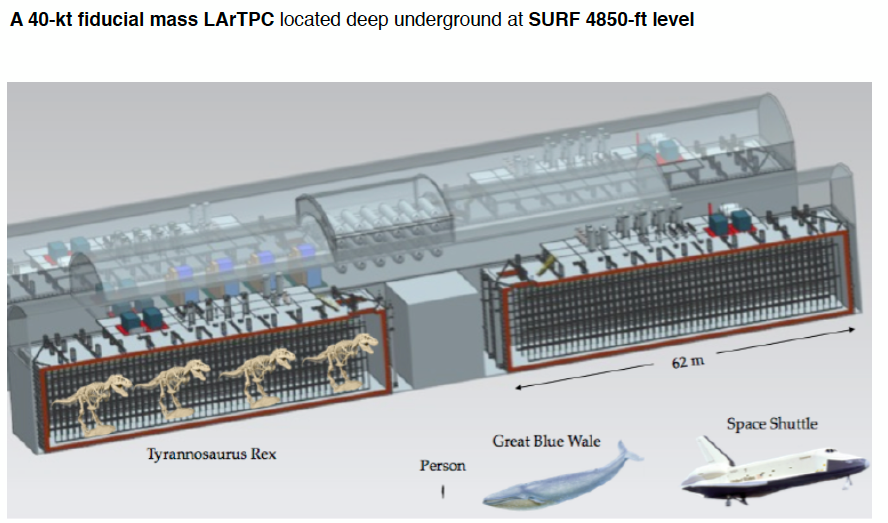 A 40-kt fiducial mass LArTPC located deep underground at SURF 4850-ft level
62 m
Space Shuttle
Great Blue Wale
Tyrannosaurus Rex
Person